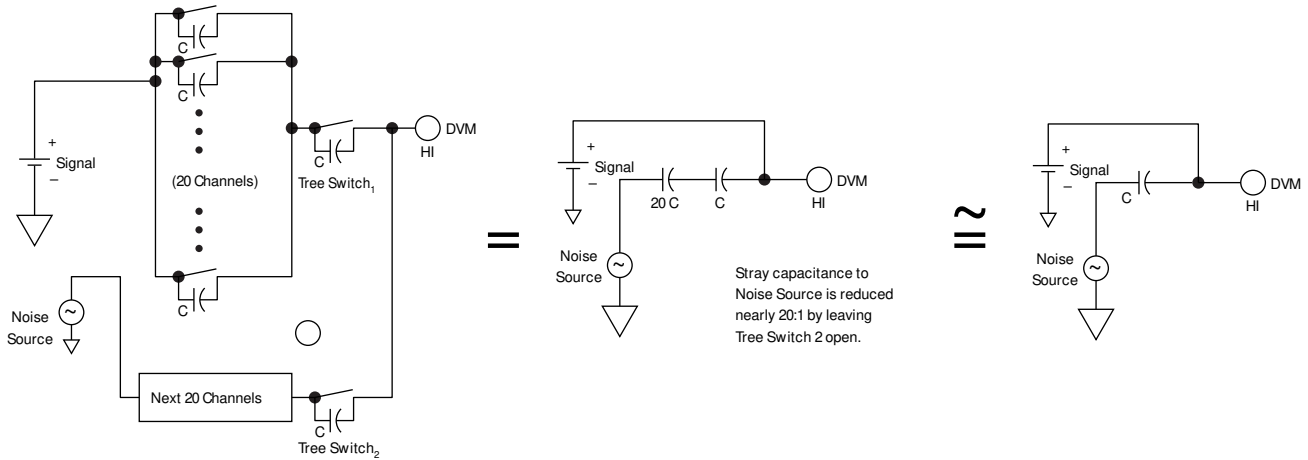 C
C
+
Signal
–
(20 Channels)
C
Tree Switch1
DVM
HI
C
Noise
Source
~
Next 20 Channels
C
Tree Switch2
=
+
Signal
–
20 C
C
DVM
HI
Noise
Source
~
Stray capacitance to
Noise Source is reduced
nearly 20:1 by leaving
Tree Switch 2 open.
≅
+
Signal
–
C
DVM
HI
Noise
Source
~